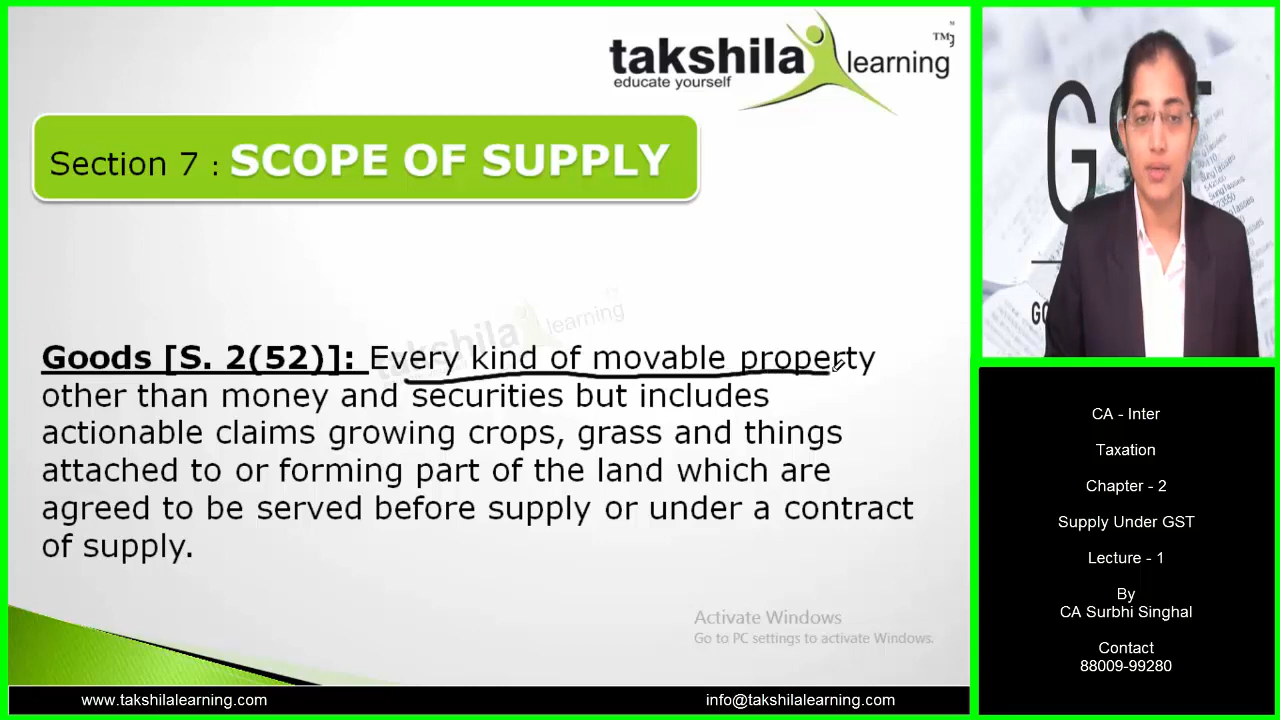 takshila learning TM
educate yourself
Section 7 : SCOPE OF SUPPLY
takshila learning
Goods [S. 2(52)]: Every kind of movable property
other than money and securities but includes
actionable claims growing crops, grass and things
attached to or forming part of the land which are
agreed to be served before supply or under a contract
of supply.
Activate Windows
Go to PC settings to activate Windows.
www.takshilalearning.com
info@takshilalearning.com
GST
CA - Inter
Taxation
Chapter - 2
Supply Under GST
Lecture - 1
By
CA Surbhi Singhal
Contact
88009-99280